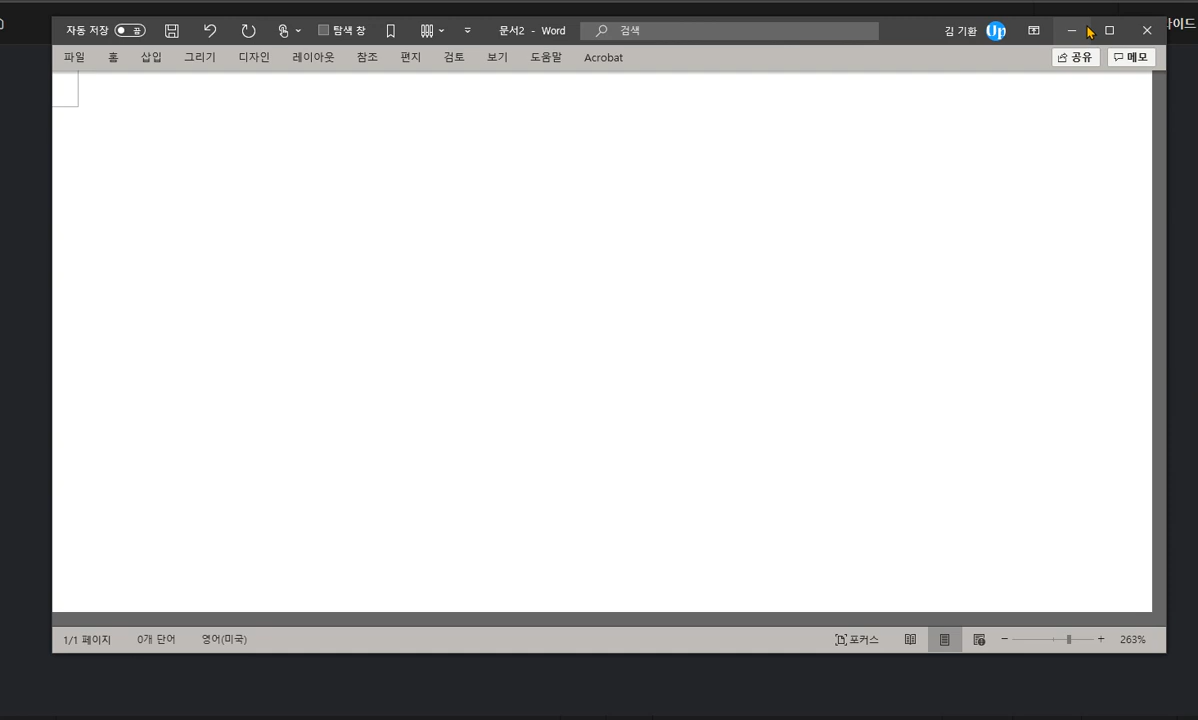 자동 저장 끔 탐색 창 문서2 - Word 검색 김 기환 Up
파일 홈 삽입 그리기 디자인 레이아웃 참조 편지 검토 보기 도움말 Acrobat 공유 메모
1/1 페이지 0개 단어 영어(미국) 포커스 263%